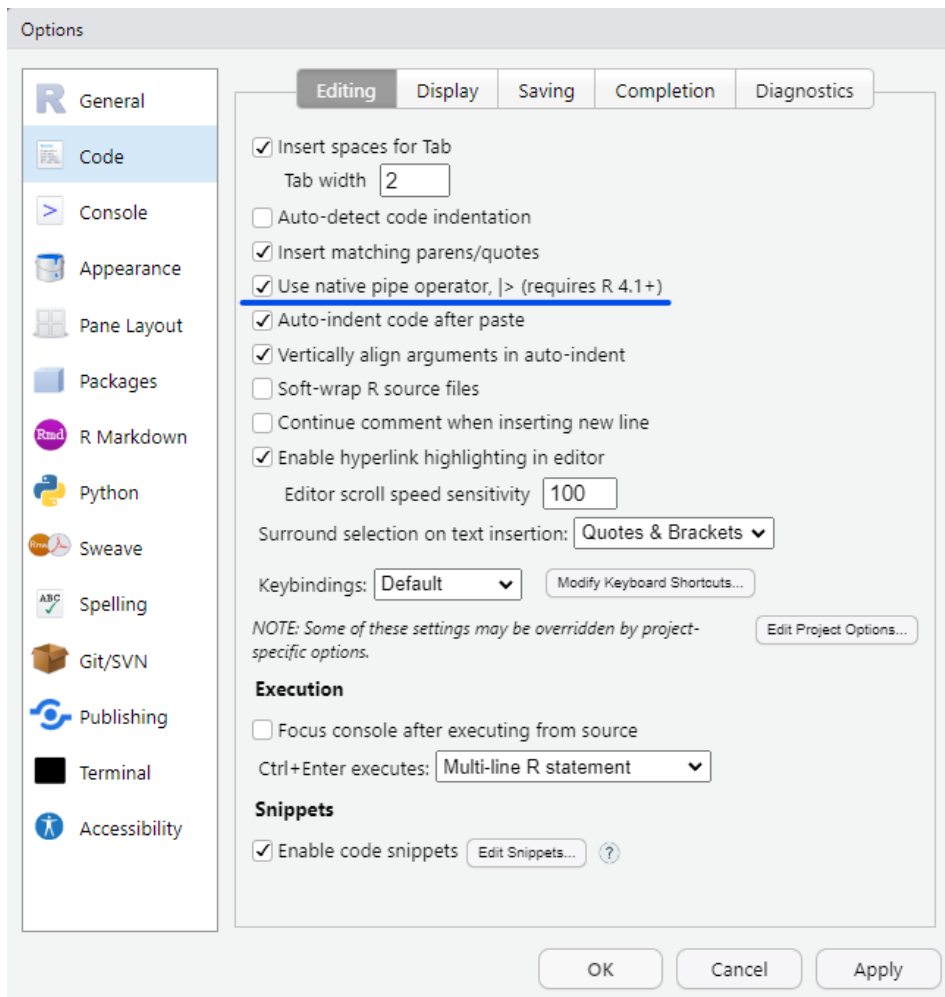 Options
General
Code
Console
Appearance
Pane Layout
Packages
Rmd R Markdown
Python
Rnw Sweave
ABC Spelling
Git/SVN
Publishing
Terminal
Accessibility
Editing Display Saving Completion Diagnostics
Insert spaces for Tab
Tab width 2
Auto-detect code indentation
Insert matching parens/quotes
Use native pipe operator, |> (requires R 4.1+)
Auto-indent code after paste
Vertically align arguments in auto-indent
Soft-wrap R source files
Continue comment when inserting new line
Enable hyperlink highlighting in editor
Editor scroll speed sensitivity 100
Surround selection on text insertion: Quotes & Brackets
Keybindings: Default Modify Keyboard Shortcuts...
NOTE: Some of these settings may be overridden by project-
specific options.
Edit Project Options...
Execution
Focus console after executing from source
Ctrl+Enter executes: Multi-line R statement
Snippets
Enable code snippets Edit Snippets... ?
OK Cancel Apply